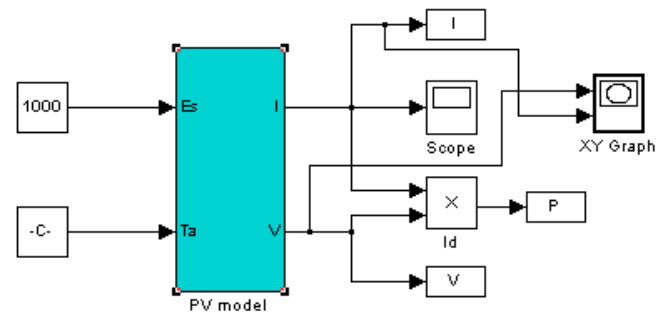 I
1000
Es
I
Scope
XY Graph
×
P
Id
-C-
Ta
V
V
PV model